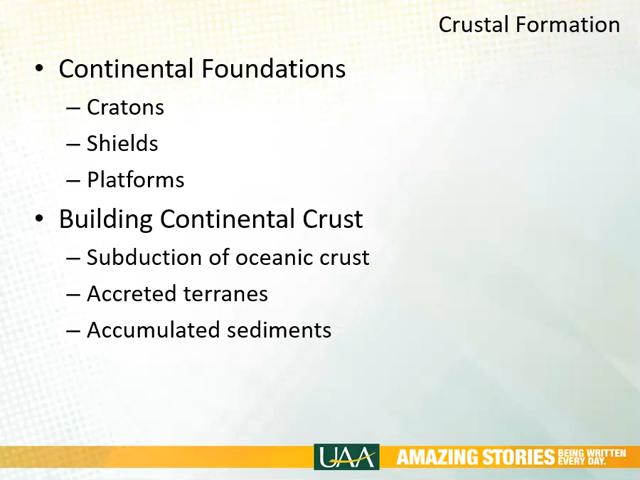 Crustal Formation
• Continental Foundations
– Cratons
– Shields
– Platforms
• Building Continental Crust
– Subduction of oceanic crust
– Accreted terranes
– Accumulated sediments
UAA AMAZING STORIES BEING WRITTEN
EVERY DAY.